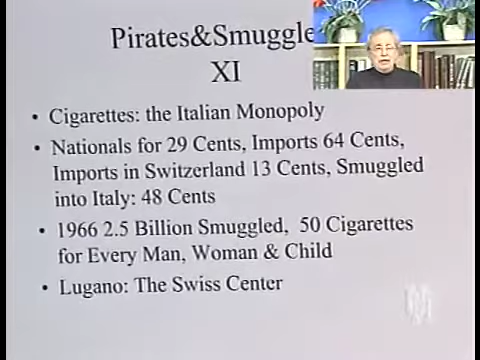 Pirates&Smuggle
XI
• Cigarettes: the Italian Monopoly
• Nationals for 29 Cents, Imports 64 Cents,
Imports in Switzerland 13 Cents, Smuggled
into Italy: 48 Cents
• 1966 2.5 Billion Smuggled, 50 Cigarettes
for Every Man, Woman & Child
• Lugano: The Swiss Center